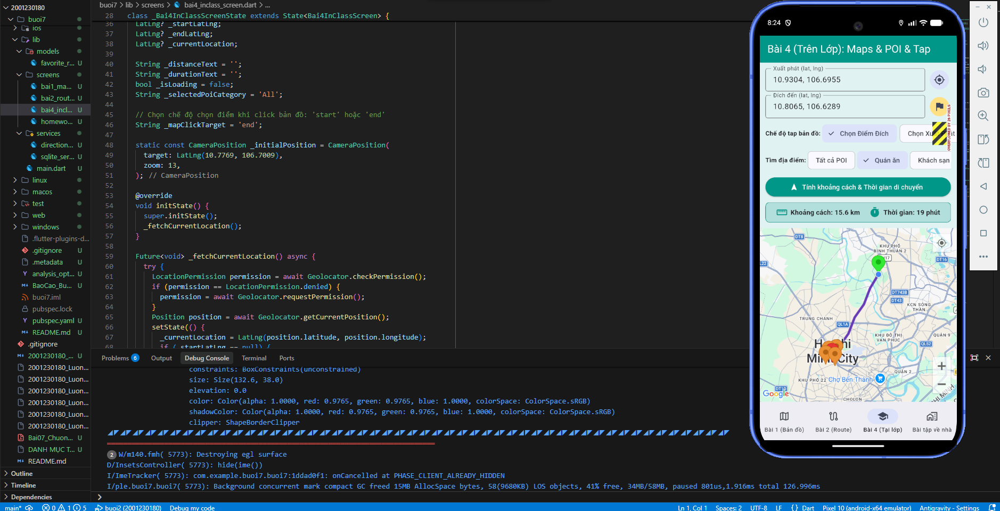 2001230180
buoi7
ios
lib
models
favorite_r... U
screens
bai1_ma... U
bai2_rout... U
bai4_incl... U
homewo... U
services
direction... U
sqlite_ser... U
main.dart U
linux
macos
test
web
windows
.flutter-plugins-d...
.gitignore U
.metadata U
analysis_opt... U
BaoCao_Bu... U
buoi7.iml
pubspec.lock
pubspec.yaml U
README.md U
.gitignore
2001230180_... U
2001230180_Luon...
2001230180_Luon...
2001230180_Luon...
2001230180_Luon...
2001230180_Luon...
2001230180_Luon...
Bai07_Chuon... U
DANH MỤC T... U
README.md
Outline
Timeline
Dependencies
buoi7 > lib > screens > bai4_inclass_screen.dart > ...
28 class _Bai4InClassScreenState extends State<Bai4InClassScreen> {
36 LatLng? _startLatLng;
37 LatLng? _endLatLng;
38 LatLng? _currentLocation;
39
40 String _distanceText = '';
41 String _durationText = '';
42 bool _isLoading = false;
43 String _selectedPoiCategory = 'All';
44
45 // Chọn chế độ chọn điểm khi click bản đồ: 'start' hoặc 'end'
46 String _mapClickTarget = 'end';
47
48 static const CameraPosition _initialPosition = CameraPosition(
49 target: LatLng(10.7769, 106.7009),
50 zoom: 13,
51 ); // CameraPosition
52
53 @override
54 void initState() {
55 super.initState();
56 _fetchCurrentLocation();
57 }
58
59 Future<void> _fetchCurrentLocation() async {
60 try {
61 LocationPermission permission = await Geolocator.checkPermission();
62 if (permission == LocationPermission.denied) {
63 permission = await Geolocator.requestPermission();
64 }
65 Position position = await Geolocator.getCurrentPosition();
66 setState(() {
67 _currentLocation = LatLng(position.latitude, position.longitude);
68 if (_startLatLng == null) {
Problems 6 Output Debug Console Terminal Ports
constraints: BoxConstraints(unconstrained)
size: Size(132.6, 38.0)
elevation: 0.0
color: Color(alpha: 1.0000, red: 0.9765, green: 0.9765, blue: 1.0000, colorSpace: ColorSpace.sRGB)
shadowColor: Color(alpha: 1.0000, red: 0.9765, green: 0.9765, blue: 1.0000, colorSpace: ColorSpace.sRGB)
clipper: ShapeBorderClipper
2 W/m140.fmh( 5773): Destroying egl surface
D/InsetsController( 5773): hide(ime())
I/ImeTracker( 5773): com.example.buoi7.buoi7:1ddad0f1: onCancelled at PHASE_CLIENT_ALREADY_HIDDEN
I/ple.buoi7.buoi7( 5773): Background concurrent mark compact GC freed 15MB AllocSpace bytes, 58(9680KB) LOS objects, 41% free, 34MB/58MB, paused 801us,1.916ms total 126.996ms
main* 0 1 5 buoi2 (2001230180) Debug my code
Ln 1, Col 1 Spaces: 2 UTF-8 LF {} Dart Pixel 10 (android-x64 emulator) Antigravity - Settings
8:24
Bài 4 (Trên Lớp): Maps & POI & Tap
Xuất phát (lat, lng)
10.9304, 106.6955
Đích đến (lat, lng)
10.8065, 106.6289
OVERFLOWED BY 26 PIXELS
Chế độ tap bản đồ: Chọn Điểm Đích Chọn Xuất Phát
Tìm địa điểm: Tất cả POI Quán ăn Khách sạn
Tính khoảng cách & Thời gian di chuyển
Khoảng cách: 15.6 km Thời gian: 19 phút
DT8
KHU PHỐ
BÌNH THUẬN 2
H17
DT16
L22
DT743B
DT43
KCN SÓNG
THẦN
TRUNG CHANH
QL1A
KHU ĐÔ THỊ
VẠN PHÚC
QUẬN 9
QL52
H hi
Minh City
QUẬN 2
KHU PHỐ 22
Chợ Bến Thành
DT10
CHOLON
PHÚ MỸ HƯNG
Google
Bài 1 (Bản đồ) Bài 2 (Route) Bài 4 (Tại lớp) Bài tập về nhà